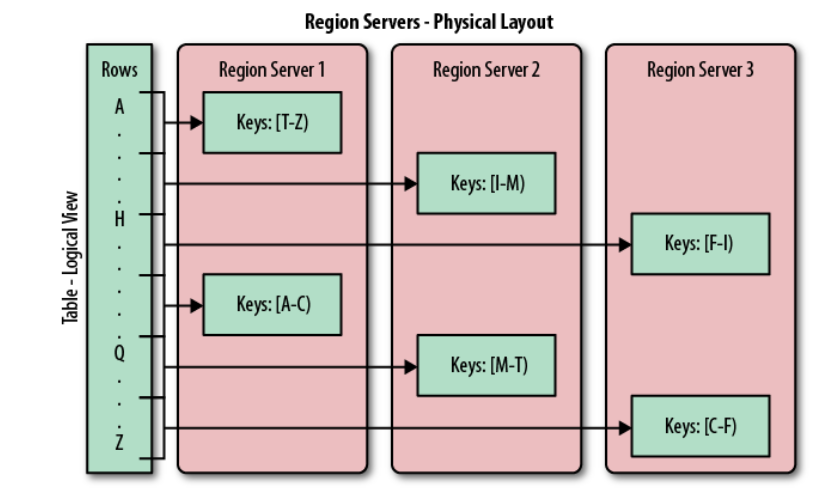 Region Servers - Physical Layout
Table - Logical View
Rows
A
.
.
.
.
H
.
.
.
.
.
Q
.
.
.
Z
Region Server 1
Keys: [T-Z)
Keys: [A-C)
Region Server 2
Keys: [I-M)
Keys: [M-T)
Region Server 3
Keys: [F-I)
Keys: [C-F)